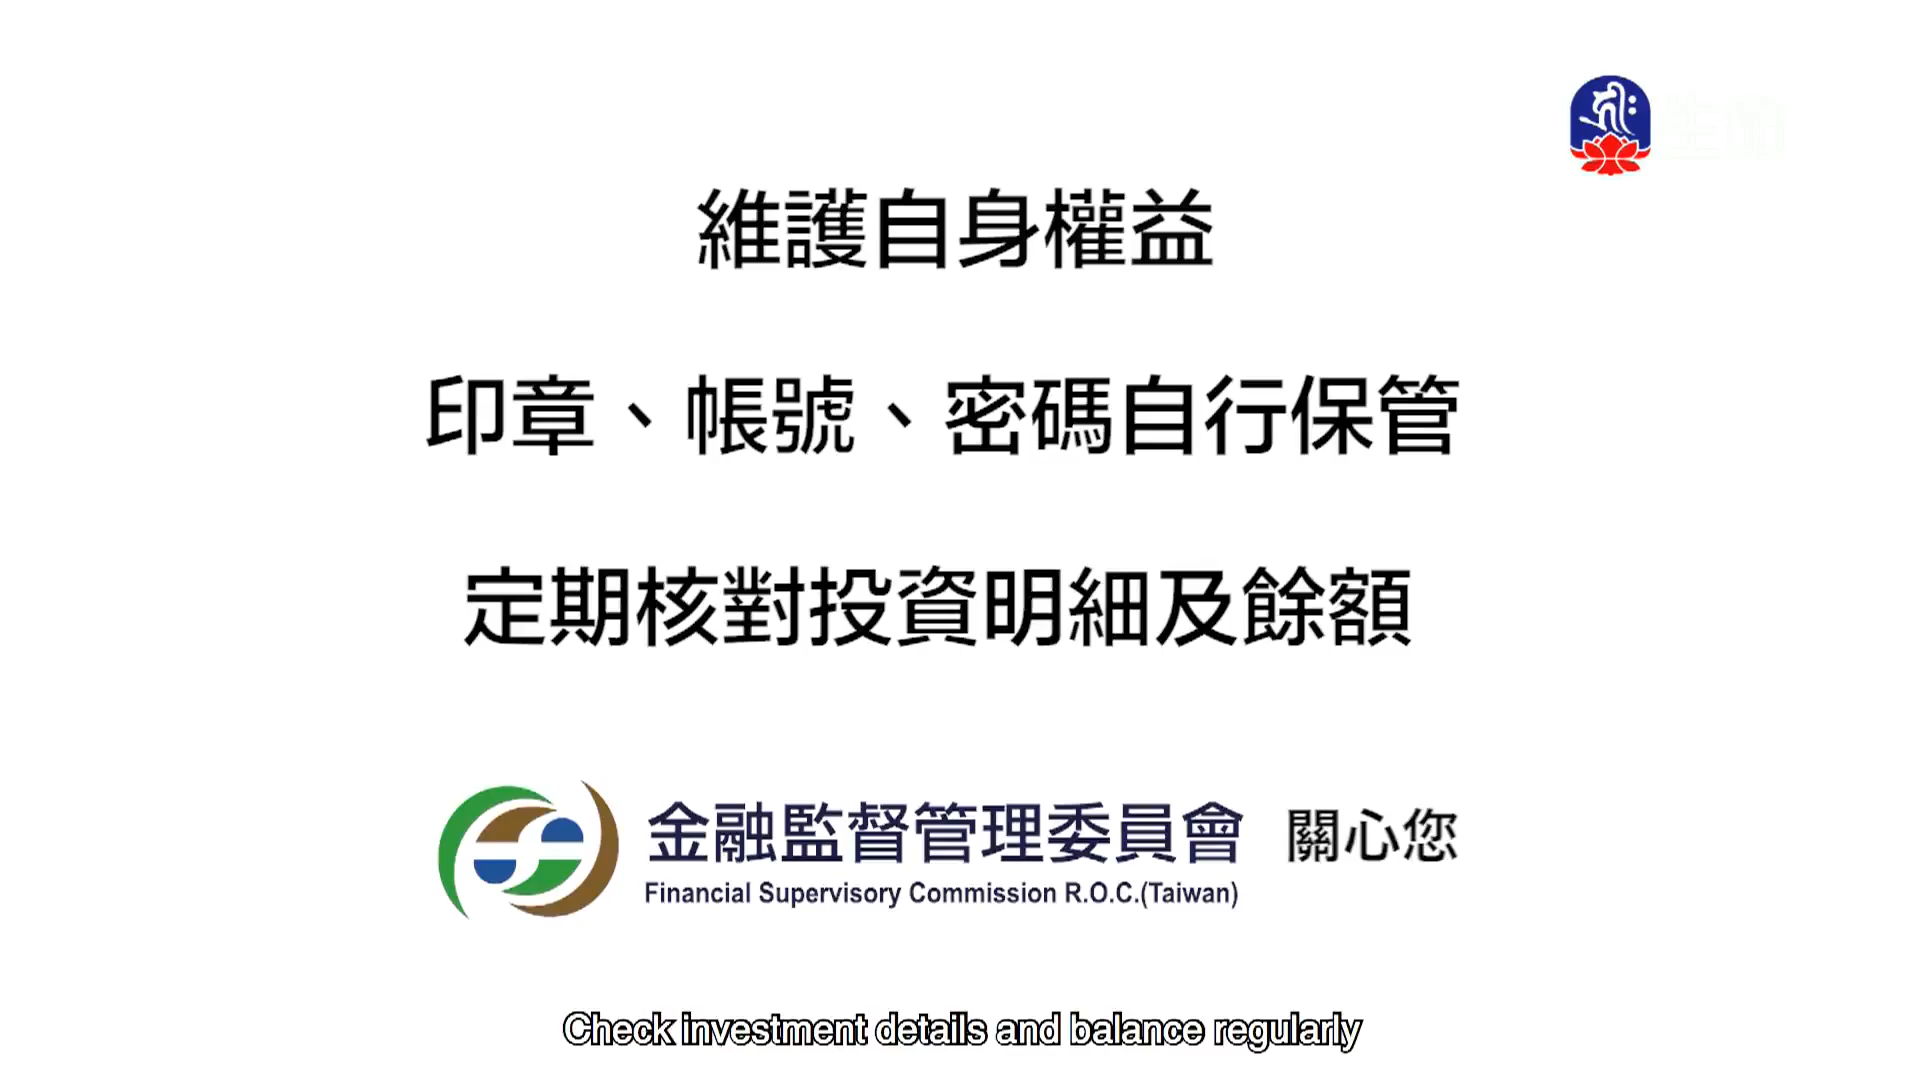 維護自身權益
印章、帳號、密碼自行保管
定期核對投資明細及餘額
金融監督管理委員會 關心您
Financial Supervisory Commission R.O.C.(Taiwan)
Check investment details and balance regularly